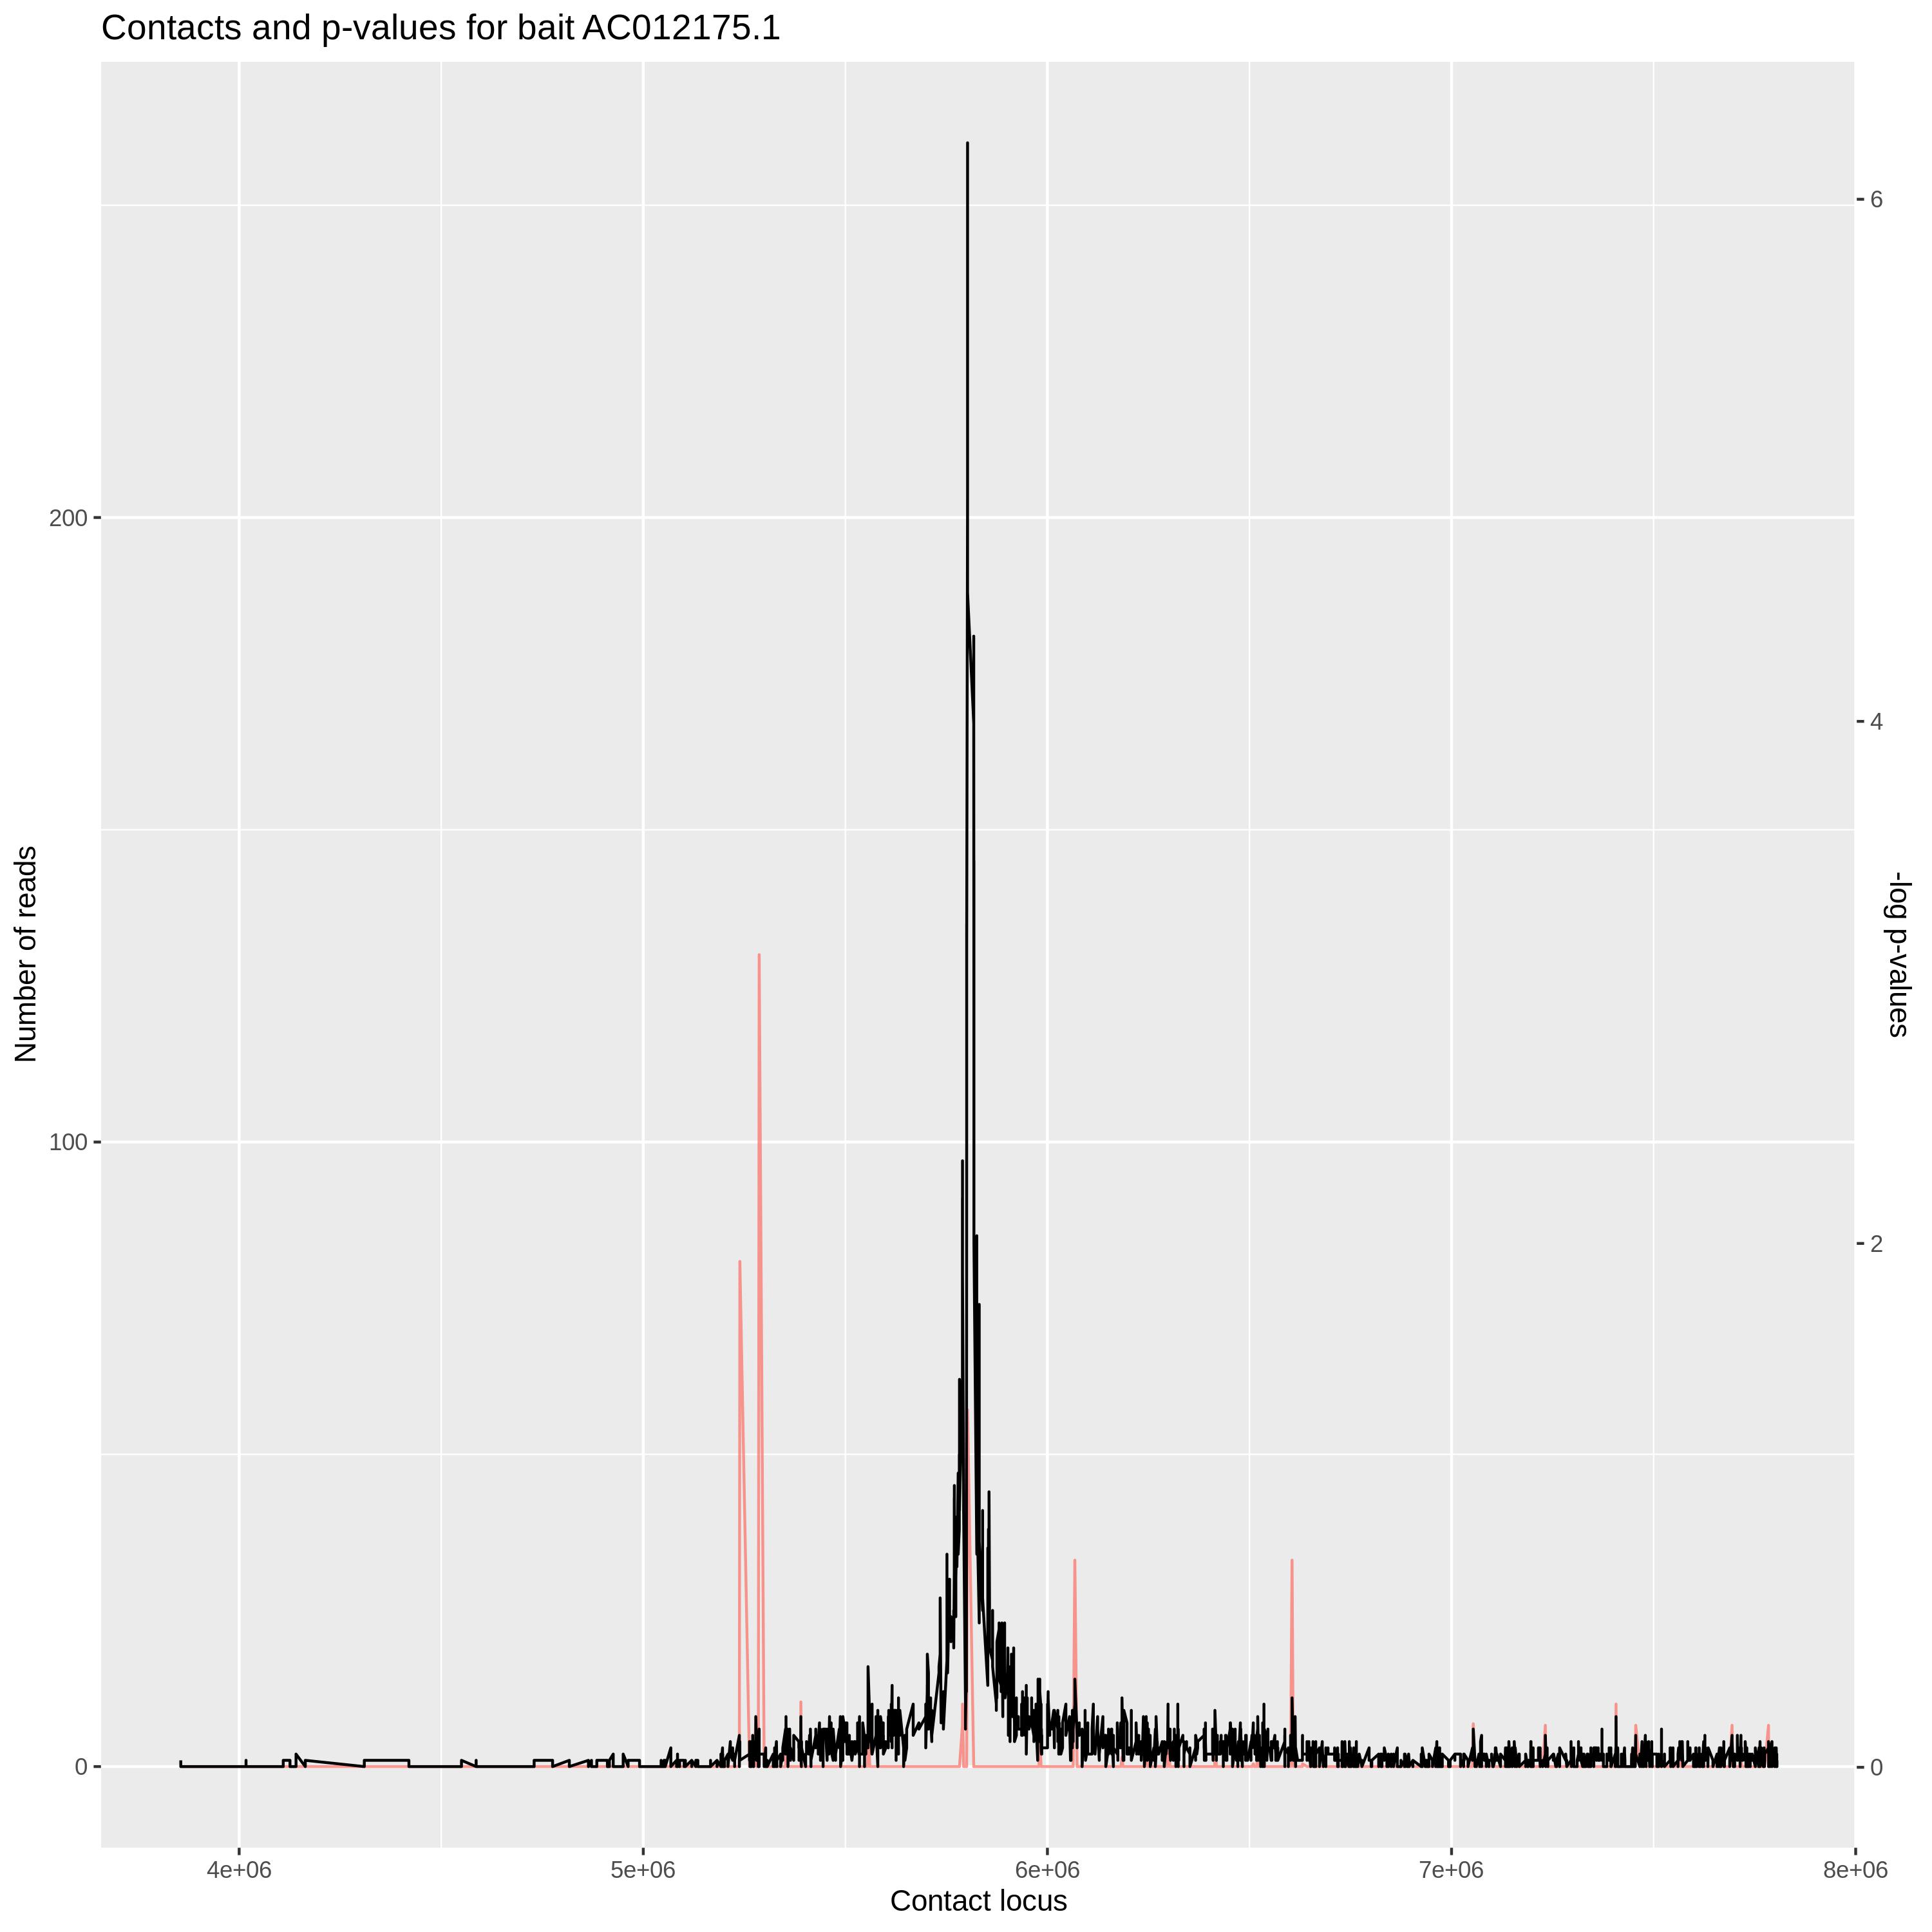 Contacts and p-values for bait AC012175.1
6
200
4
Number of reads
-log p-values
100
2
0
0
4e+06
5e+06
6e+06
7e+06
8e+06
Contact locus